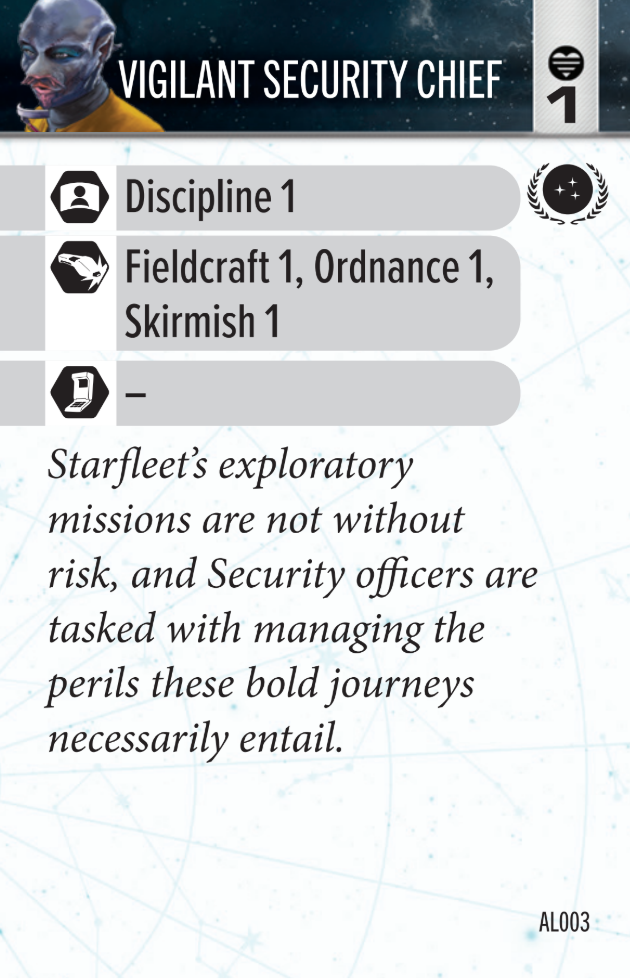 VIGILANT SECURITY CHIEF
1
Discipline 1
Fieldcraft 1, Ordnance 1,
Skirmish 1
–
Starfleet’s exploratory
missions are not without
risk, and Security officers are
tasked with managing the
perils these bold journeys
necessarily entail.
AL003